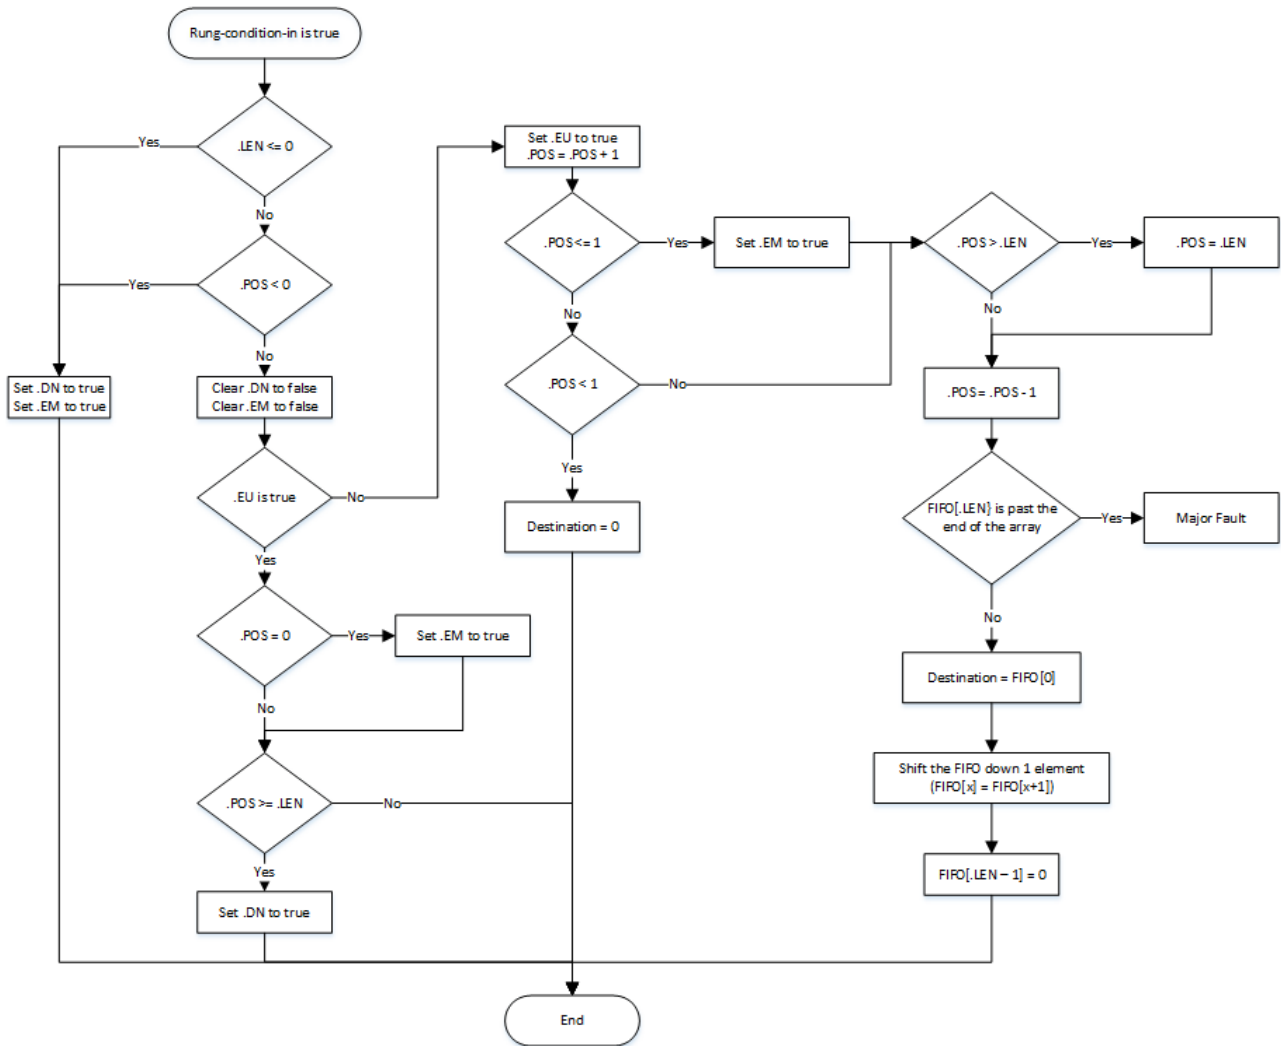 Rung-condition-in is true
.LEN <= 0
Yes
No
.POS < 0
Yes
No
Set .DN to true
Set .EM to true
Clear .DN to false
Clear .EM to false
.EU is true
No
Yes
.POS = 0
Yes
Set .EM to true
No
.POS >= .LEN
No
Yes
Set .DN to true
Set .EU to true
.POS = .POS + 1
.POS<= 1
Yes
Set .EM to true
No
.POS < 1
No
Yes
Destination = 0
.POS > .LEN
Yes
.POS = .LEN
No
.POS= .POS - 1
FIFO[.LEN} is past the
end of the array
Yes
Major Fault
No
Destination = FIFO[0]
Shift the FIFO down 1 element
(FIFO[x] = FIFO[x+1])
FIFO[.LEN – 1] = 0
End